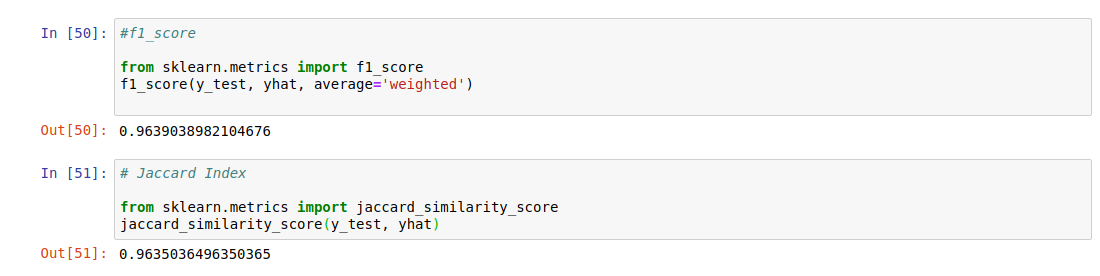 In [50]: #f1_score
from sklearn.metrics import f1_score
f1_score(y_test, yhat, average='weighted')
Out[50]: 0.9639038982104676
In [51]: # Jaccard Index
from sklearn.metrics import jaccard_similarity_score
jaccard_similarity_score(y_test, yhat)
Out[51]: 0.9635036496350365